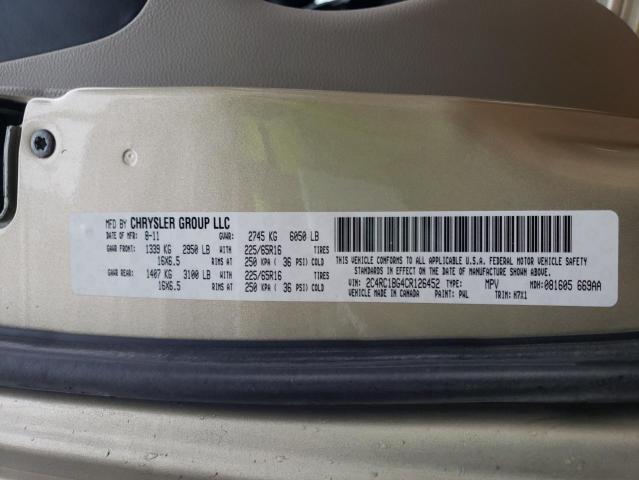 MFD BY CHRYSLER GROUP LLC
DATE OF MFR 8-11 GVWR: 2745 KG 6050 LB
GAWR FRONT: 1339 KG 2950 LB WITH 225/65R16 TIRES
16X6.5 RIMS AT 250 KPA ( 36 PSI) COLD
GAWR REAR: 1407 KG 3100 LB WITH 225/65R16 TIRES
16X6.5 RIMS AT 250 KPA ( 36 PSI) COLD
THIS VEHICLE CONFORMS TO ALL APPLICABLE U.S.A. FEDERAL MOTOR VEHICLE SAFETY
STANDARDS IN EFFECT ON THE DATE OF MANUFACTURE SHOWN ABOVE
VIN: 2C4RC1BG4CR126452 TYPE: MPV MDH:081605 669AA
VEHICLE MADE IN CANADA PAINT: PWL TRIM: H7X1